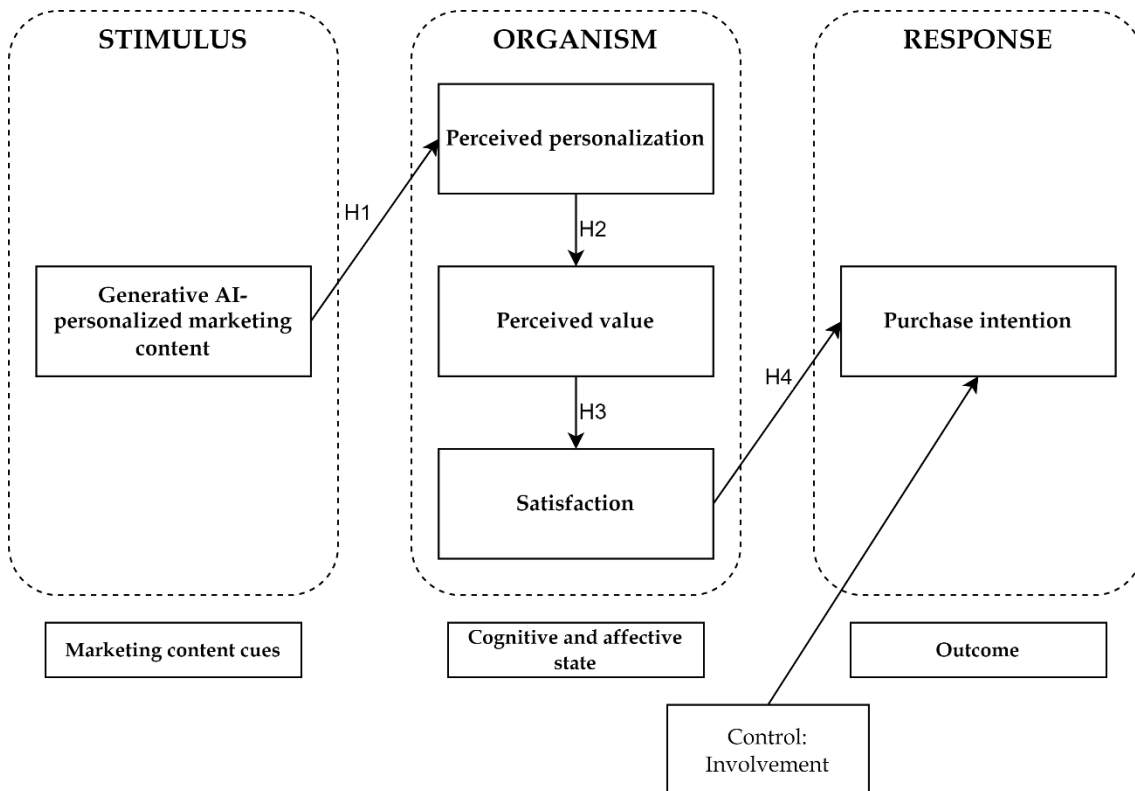 STIMULUS
ORGANISM
RESPONSE
Perceived personalization
H1
H2
Generative AI-
personalized marketing
content
Perceived value
Purchase intention
H3
H4
Satisfaction
Marketing content cues
Cognitive and affective
state
Outcome
Control:
Involvement